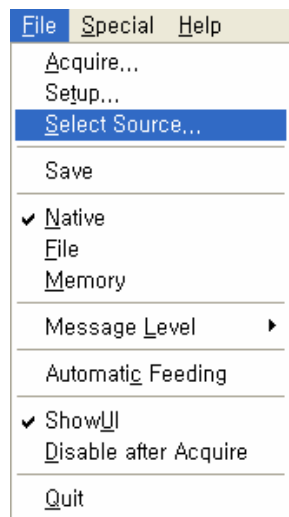 File Special Help
Acquire...
Setup...
Select Source...
Save
Native
File
Memory
Message Level
Automatic Feeding
ShowUI
Disable after Acquire
Quit